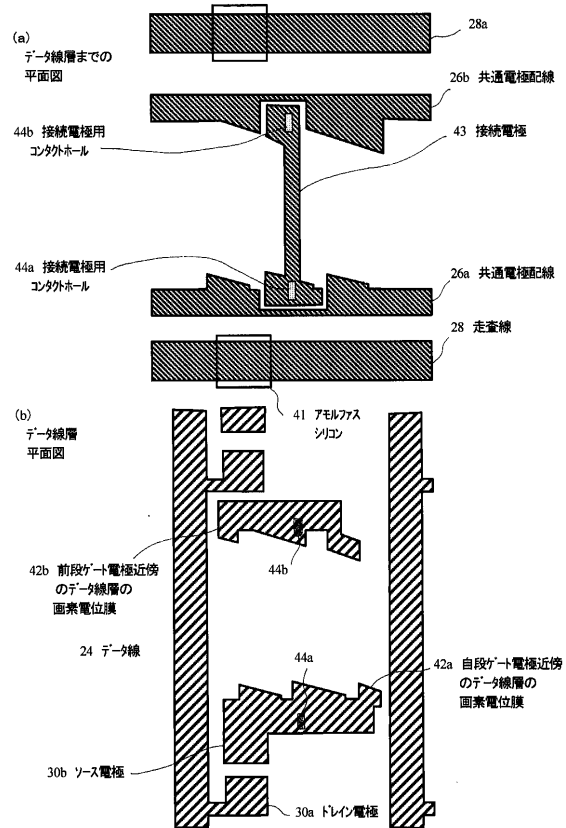 (a)
データ線層までの
平面図
28a
26b 共通電極配線
44b 接続電極用
コンタクトホール
43 接続電極
44a 接続電極用
コンタクトホール
26a 共通電極配線
28 走査線
41 アモルファス
シリコン
(b)
データ線層
平面図
44b
42b 前段ゲート電極近傍
のデータ線層の
画素電位膜
24 データ線
44a
42a 自段ゲート電極近傍
のデータ線層の
画素電位膜
30b ソース電極
30a ドレイン電極